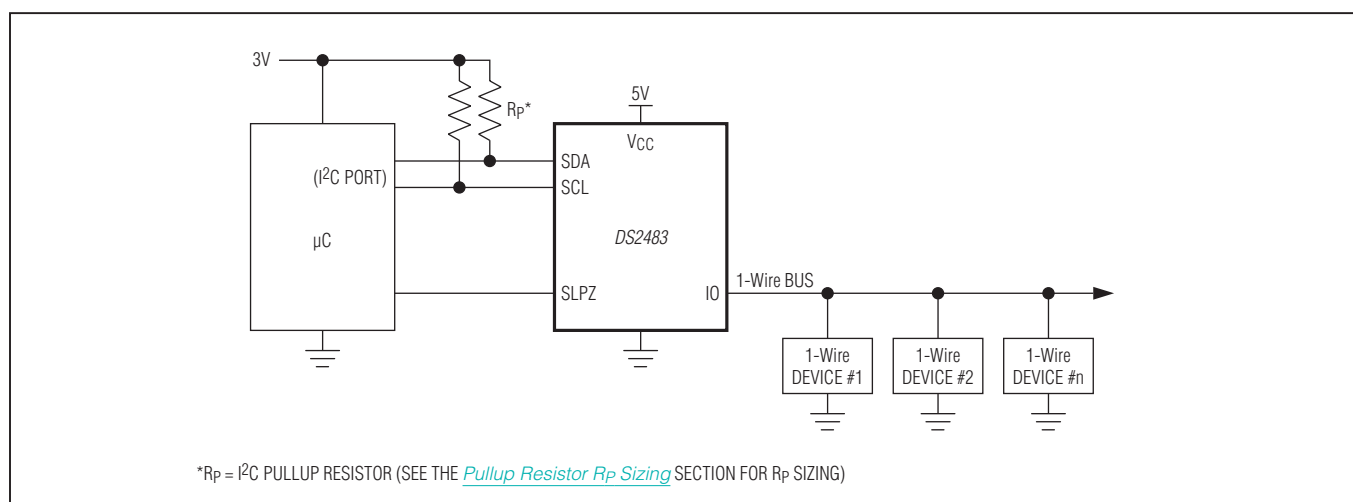 3V
RP*
5V
VCC
SDA
(I²C PORT)
SCL
µC
DS2483
SLPZ
IO
1-Wire BUS
1-Wire
DEVICE #1
1-Wire
DEVICE #2
1-Wire
DEVICE #n
*RP = I²C PULLUP RESISTOR (SEE THE Pullup Resistor RP Sizing SECTION FOR RP SIZING)